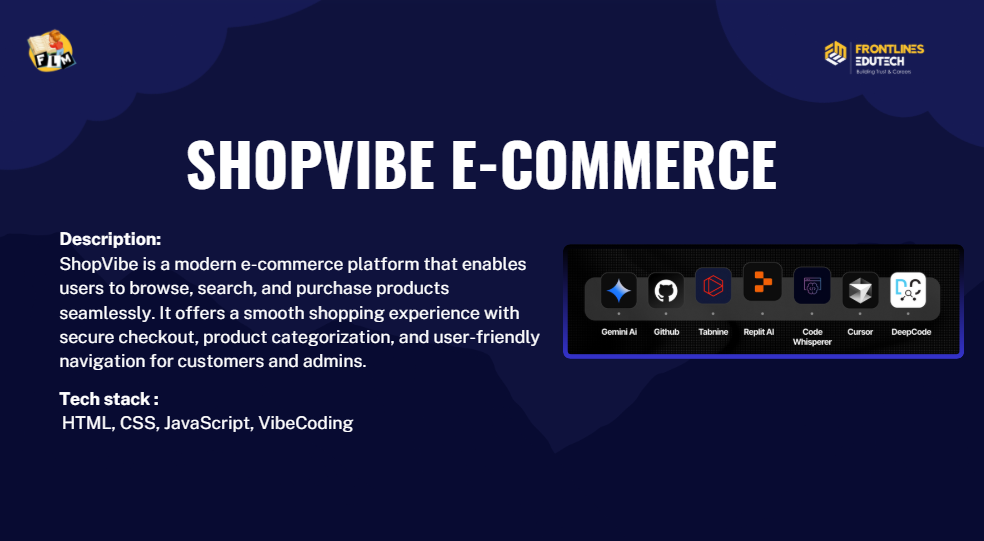 FLM
FRONTLINES
EDUTECH
Building Trust & Careers
SHOPVIBE E-COMMERCE
Description:
ShopVibe is a modern e-commerce platform that enables
users to browse, search, and purchase products
seamlessly. It offers a smooth shopping experience with
secure checkout, product categorization, and user-friendly
navigation for customers and admins.
Tech stack :
HTML, CSS, JavaScript, VibeCoding
DC
Gemini Ai Github Tabnine Replit AI Code Cursor DeepCode
Whisperer